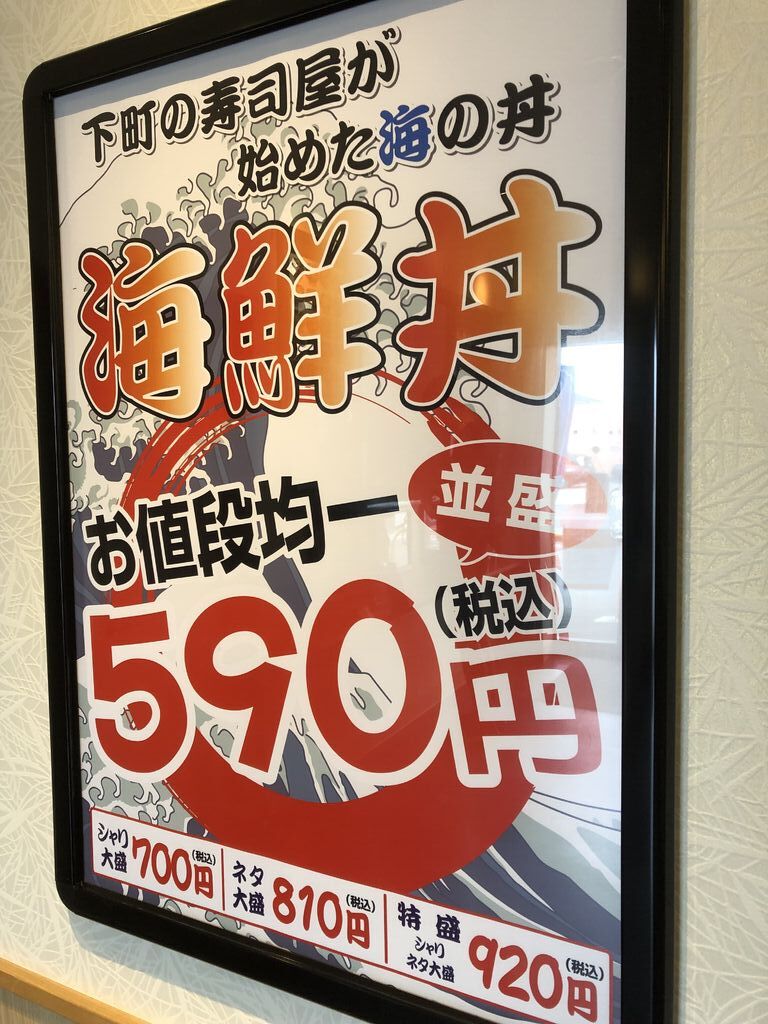 下町の寿司屋が
始めた海の丼
海鮮丼
お値段均一
並盛
590円
(税込)
シャリ
大盛
700円
(税込)
ネタ
大盛
810円
(税込)
特盛
シャリ
ネタ大盛
920円
(税込)